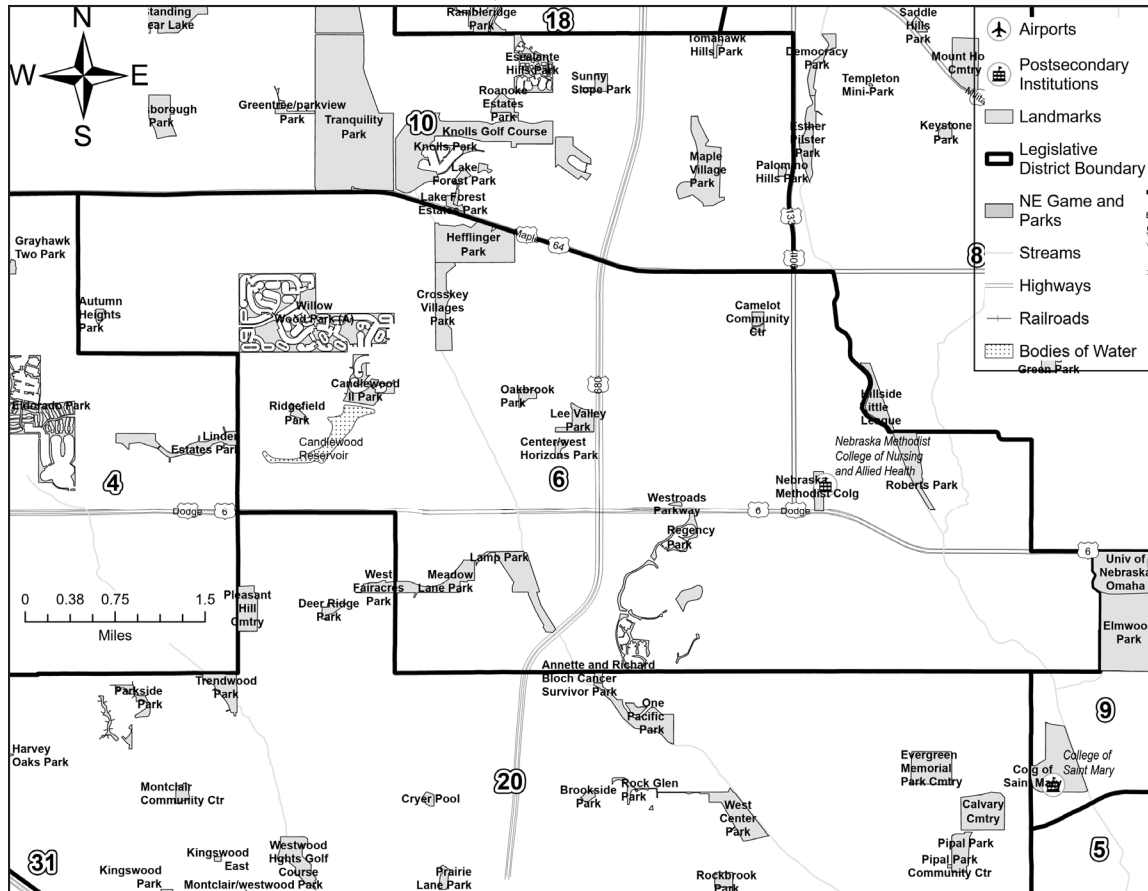 N
W E
S
Standing
Bear Lake
Rambleridge
Park
18
Saddle
Hills
Park
Tomahawk
Hills Park
Democracy
Park
Mount Ho
Cmtry
Escalante
Hills Park
Sunny
Slope Park
Templeton
Mini-Park
Roanoke
Estates
Park
sborough
Park
Greentree/parkview
Park
Tranquility
Park
10
Knolls Golf Course
Knolls Park
Esther
Pilster
Park
Keystone
Park
Maple
Village
Park
Palomino
Hills Park
Lake
Forest Park
Lake Forest
Estates Park
133
Maple
64
Hefflinger
Park
Grayhawk
Two Park
8
Crosskey
Villages
Park
Autumn
Heights
Park
Willow
Wood Park (A)
Camelot
Community
Ctr
Airports
Postsecondary
Institutions
Landmarks
Legislative
District Boundary
NE Game and
Parks
Streams
Highways
Railroads
Bodies of Water
Green Park
680
Eldorado Park
Candlewood
II Park
Ridgefield
Park
Oakbrook
Park
Lee Valley
Park
Hillside
Little
League
Linden
Estates Park
Candlewood
Reservoir
Center/west
Horizons Park
Nebraska Methodist
College of Nursing
and Allied Health
4
6
Nebraska
Methodist Colg
Roberts Park
Westroads
Parkway
Dodge 6
6 Dodge
Regency
Park
6
Lamp Park
Univ of
Nebraska
Omaha
West
Fairacres
Park
Meadow
Lane Park
Pleasant
Hill
Cmtry
Deer Ridge
Park
0 0.38 0.75 1.5
Miles
Elmwoo
Park
Annette and Richard
Bloch Cancer
Survivor Park
Trendwood
Park
Parkside
Park
One
Pacific
Park
9
Harvey
Oaks Park
Evergreen
Memorial
Park Cmtry
College of
Saint Mary
Colg of
Saint Mary
20
Montclair
Community Ctr
Cryer Pool
Brookside
Park
Rock Glen
Park
West
Center
Park
Calvary
Cmtry
5
31
Kingswood
East
Westwood
Hghts Golf
Course
Pipal Park
Pipal Park
Community Ctr
Kingswood
Park
Montclair/westwood Park
Prairie
Lane Park
Rockbrook
Park